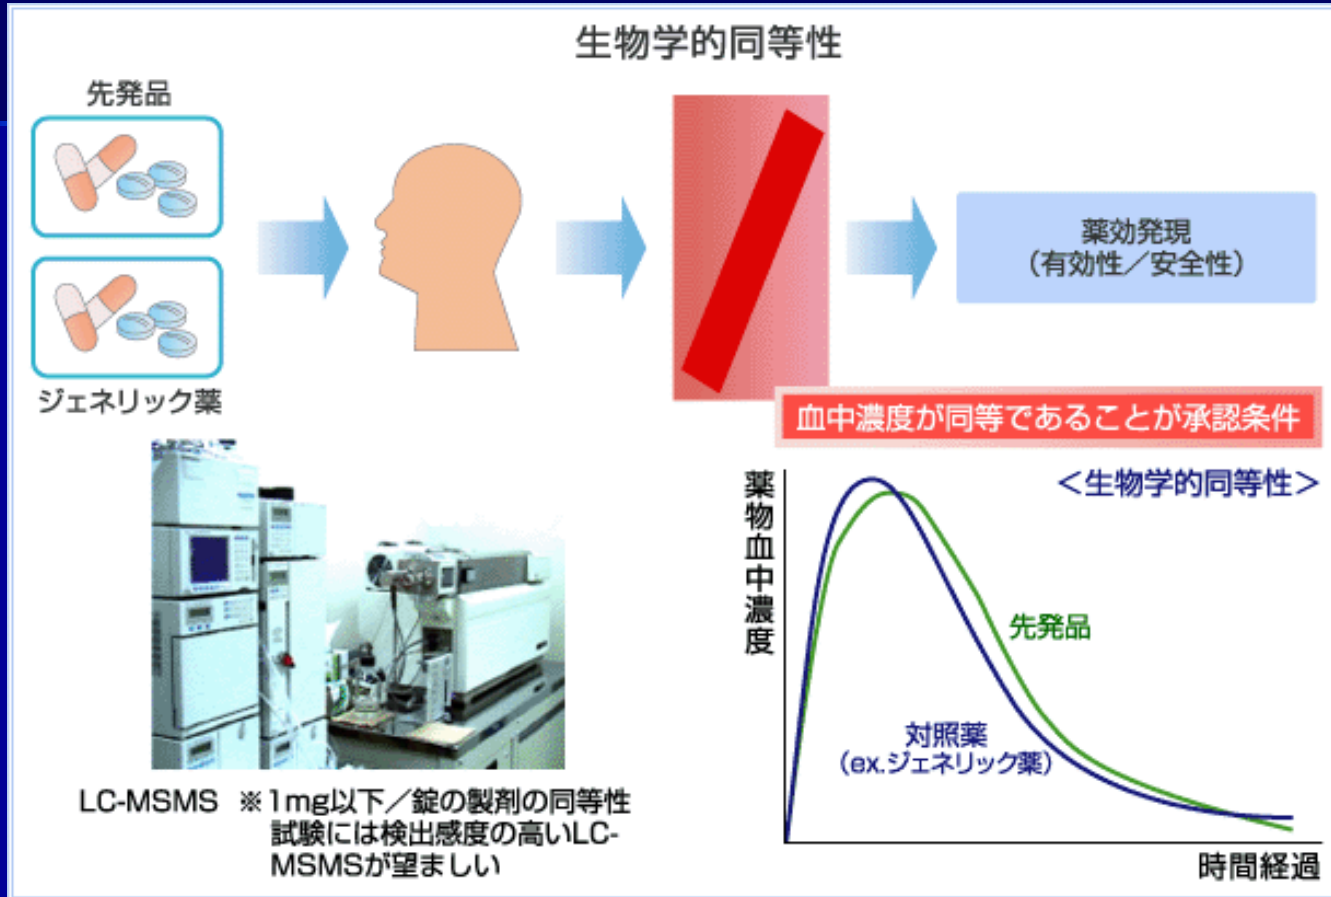 生物学的同等性
先発品
ジェネリック薬
薬効発現
(有効性/安全性)
血中濃度が同等であることが承認条件
LC-MSMS ※1mg以下/錠の製剤の同等性
試験には検出感度の高いLC-
MSMSが望ましい
<生物学的同等性>
薬物血中濃度
先発品
対照薬
(ex.ジェネリック薬)
時間経過